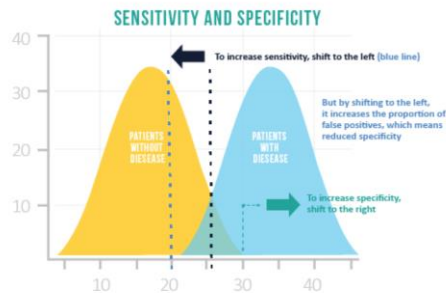 SENSITIVITY AND SPECIFICITY
40
30
20
10
To increase sensitivity, shift to the left (blue line)
But by shifting to the left,
it increases the proportion of
false positives, which means
reduced specificity
PATIENTS
WITHOUT
DIESEASE
PATIENTS
WITH
DIESEASE
To increase specificity,
shift to the right
10
20
30
40